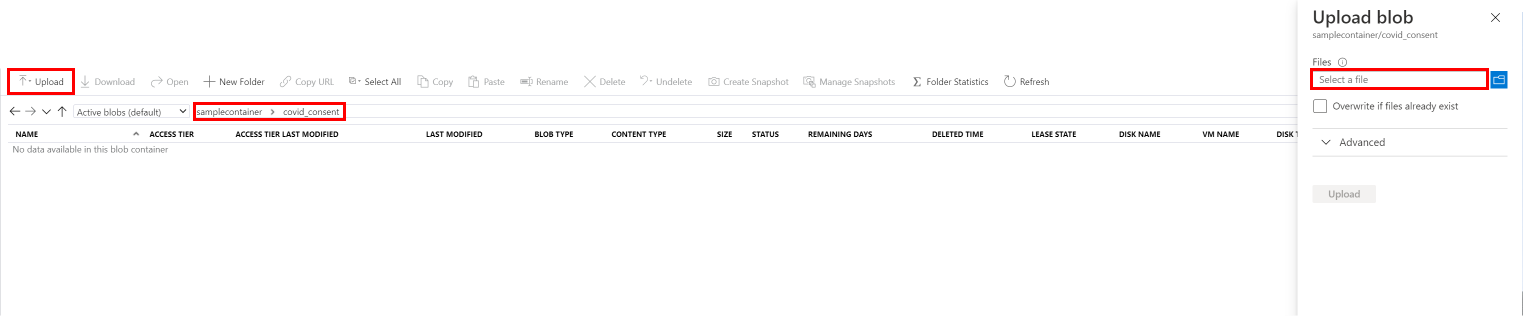 Upload Download Open New Folder Copy URL Select All Copy Paste Rename Delete Undelete Create Snapshot Manage Snapshots Folder Statistics Refresh
Active blobs (default) samplecontainer covid_consent
NAME ACCESS TIER ACCESS TIER LAST MODIFIED LAST MODIFIED BLOB TYPE CONTENT TYPE SIZE STATUS REMAINING DAYS DELETED TIME LEASE STATE DISK NAME VM NAME DISK T
No data available in this blob container
Upload blob
samplecontainer/covid_consent
Files
Select a file
Overwrite if files already exist
Advanced
Upload